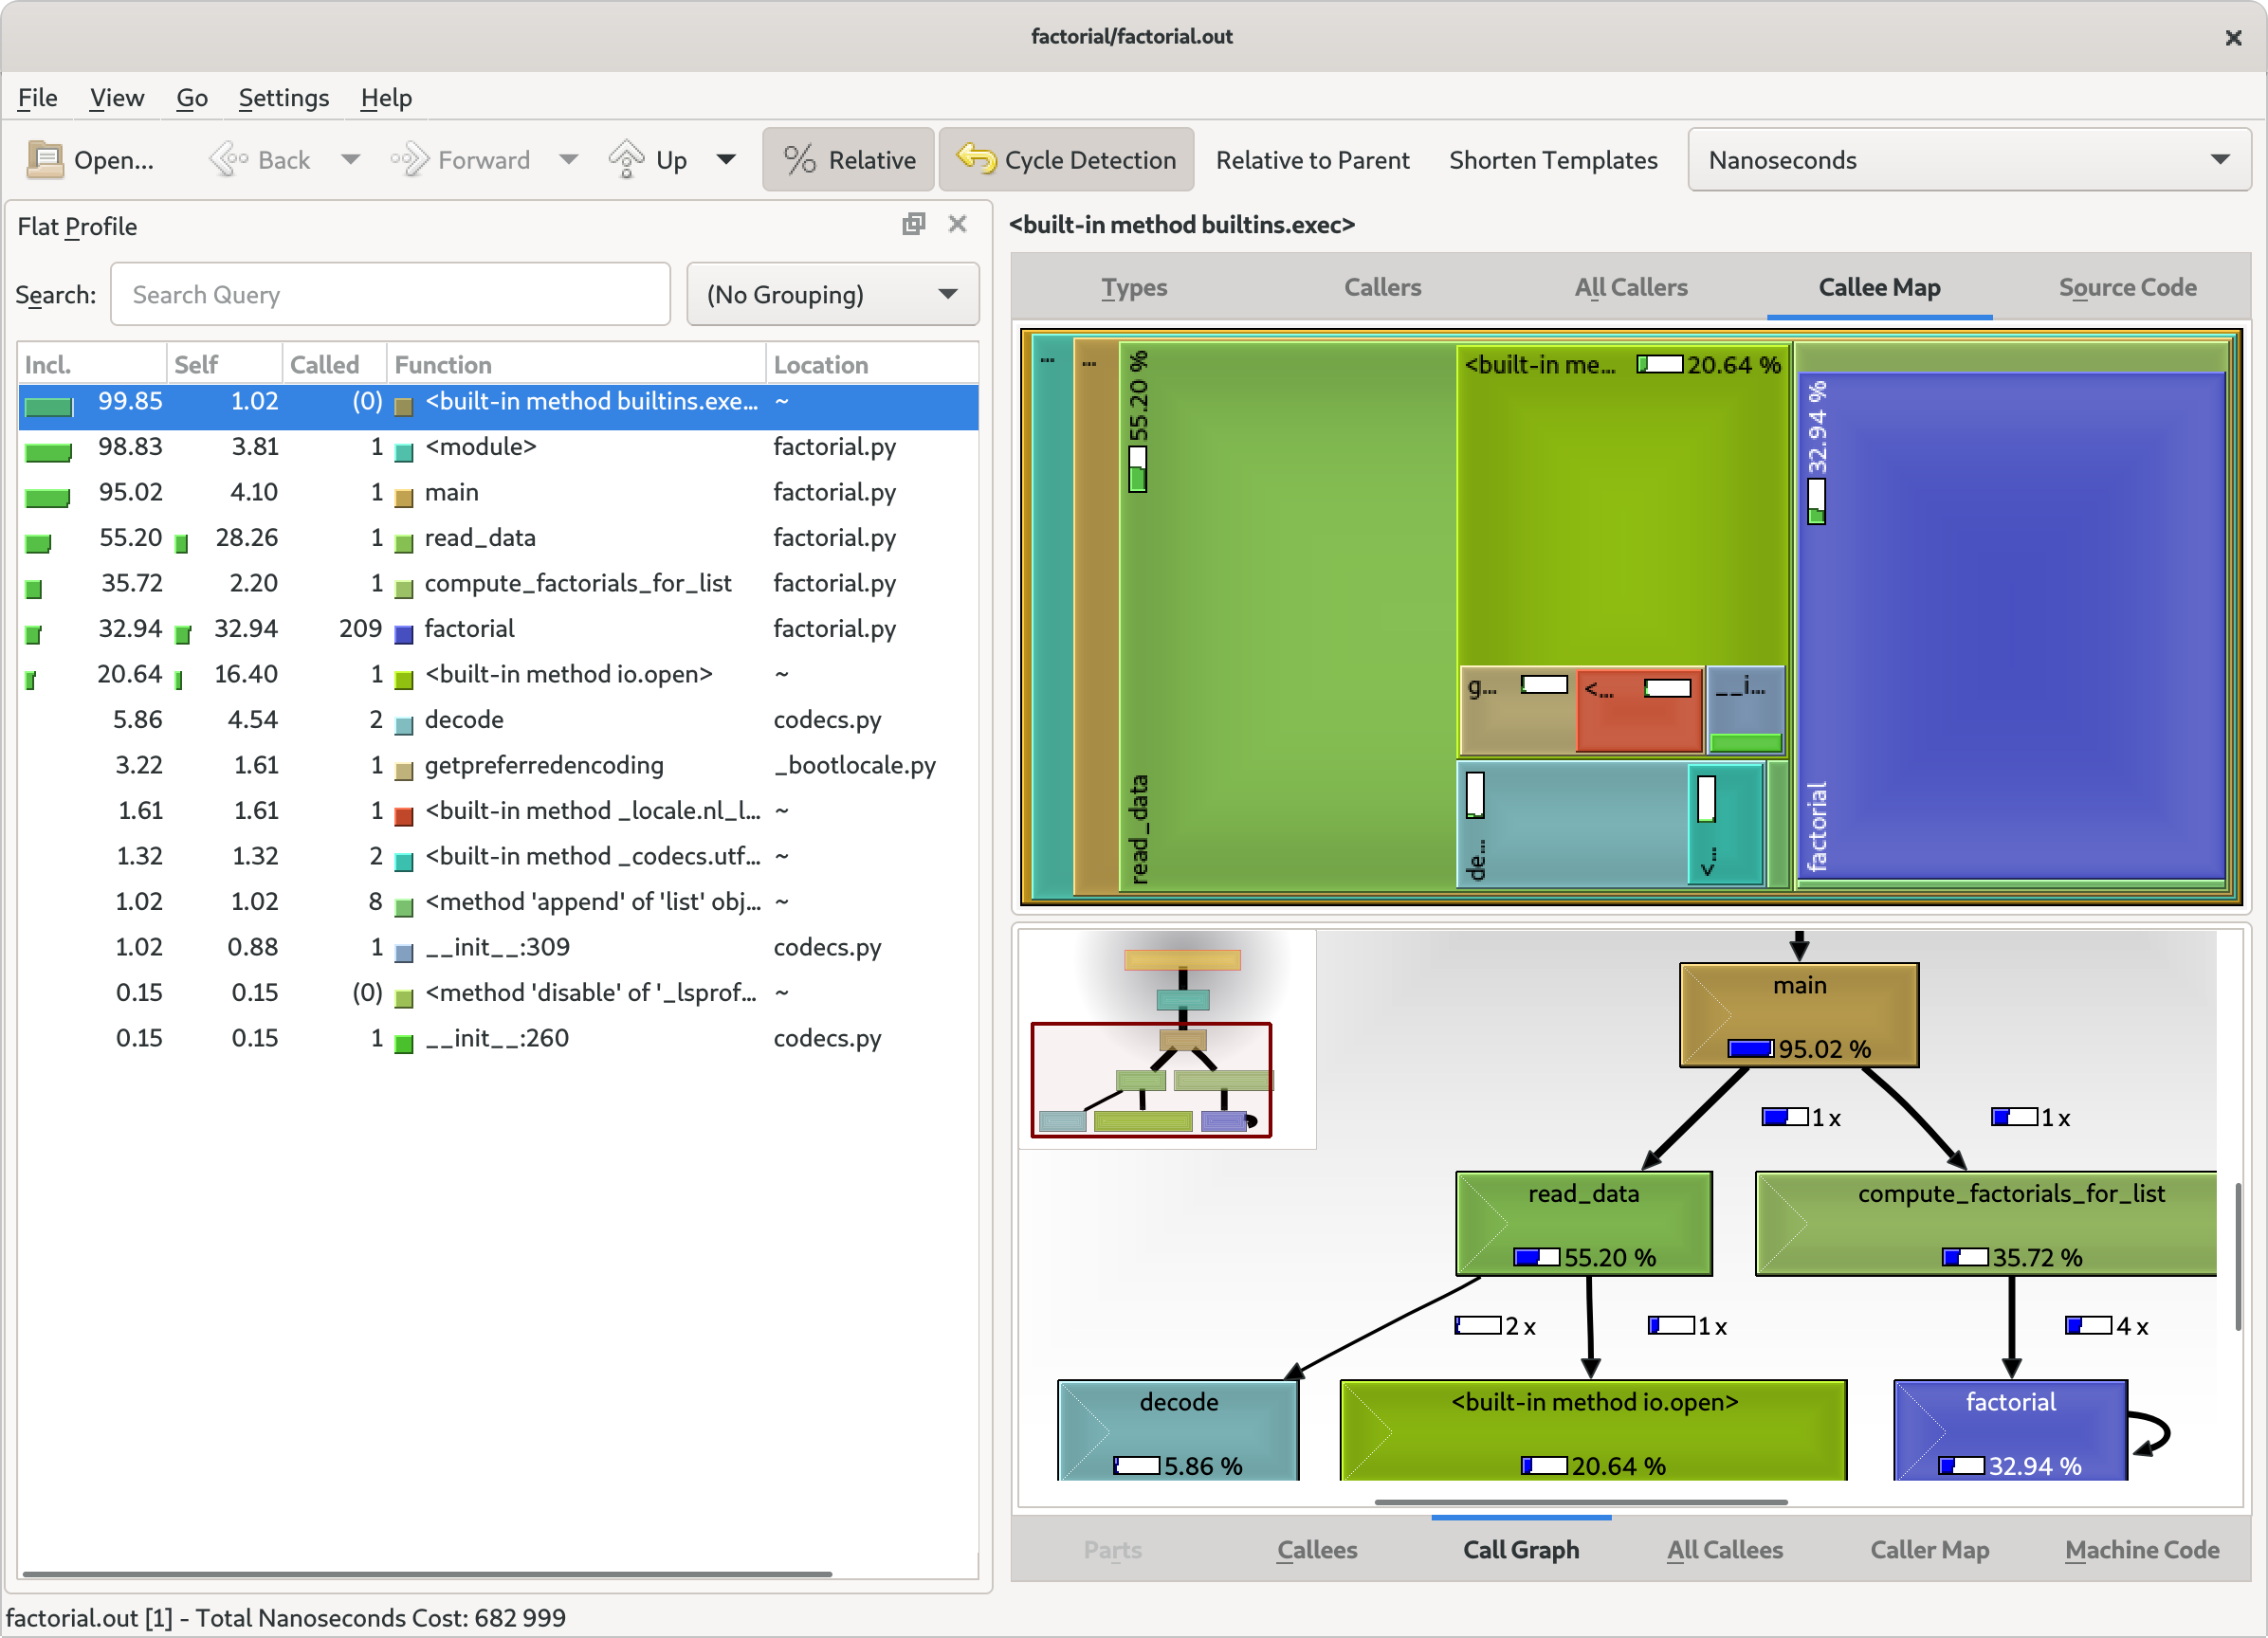 factorial/factorial.out
File View Go Settings Help
Open... Back Forward Up Relative Cycle Detection Relative to Parent Shorten Templates Nanoseconds
Flat Profile
Search: Search Query (No Grouping)
Incl. Self Called Function Location
99.85 1.02 (0) <built-in method builtins.exe... ~
98.83 3.81 1 <module> factorial.py
95.02 4.10 1 main factorial.py
55.20 28.26 1 read_data factorial.py
35.72 2.20 1 compute_factorials_for_list factorial.py
32.94 32.94 209 factorial factorial.py
20.64 16.40 1 <built-in method io.open> ~
5.86 4.54 2 decode codecs.py
3.22 1.61 1 getpreferredencoding _bootlocale.py
1.61 1.61 1 <built-in method _locale.nl_l... ~
1.32 1.32 2 <built-in method _codecs.utf... ~
1.02 1.02 8 <method 'append' of 'list' obj... ~
1.02 0.88 1 __init__:309 codecs.py
0.15 0.15 (0) <method 'disable' of '_lsprof... ~
0.15 0.15 1 __init__:260 codecs.py
<built-in method builtins.exec>
Types Callers All Callers Callee Map Source Code
...
...
read_data 55.20 %
<built-in me... 20.64 %
g...
<...
__i...
de...
<...
factorial 32.94 %
main
95.02 %
1 x 1 x
read_data
55.20 %
compute_factorials_for_list
35.72 %
2 x 1 x 4 x
decode
5.86 %
<built-in method io.open>
20.64 %
factorial
32.94 %
Parts Callees Call Graph All Callees Caller Map Machine Code
factorial.out [1] - Total Nanoseconds Cost: 682 999